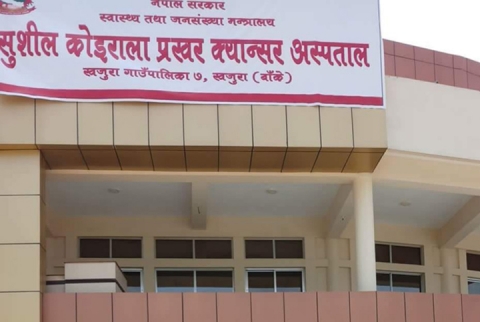 नेपाल सरकार
स्वास्थ्य तथा जनसंख्या मन्त्रालय
सुशील कोइराला प्रखर क्यान्सर अस्पताल
खजुरा गाउँपालिका ७, खजुरा (बाँके)